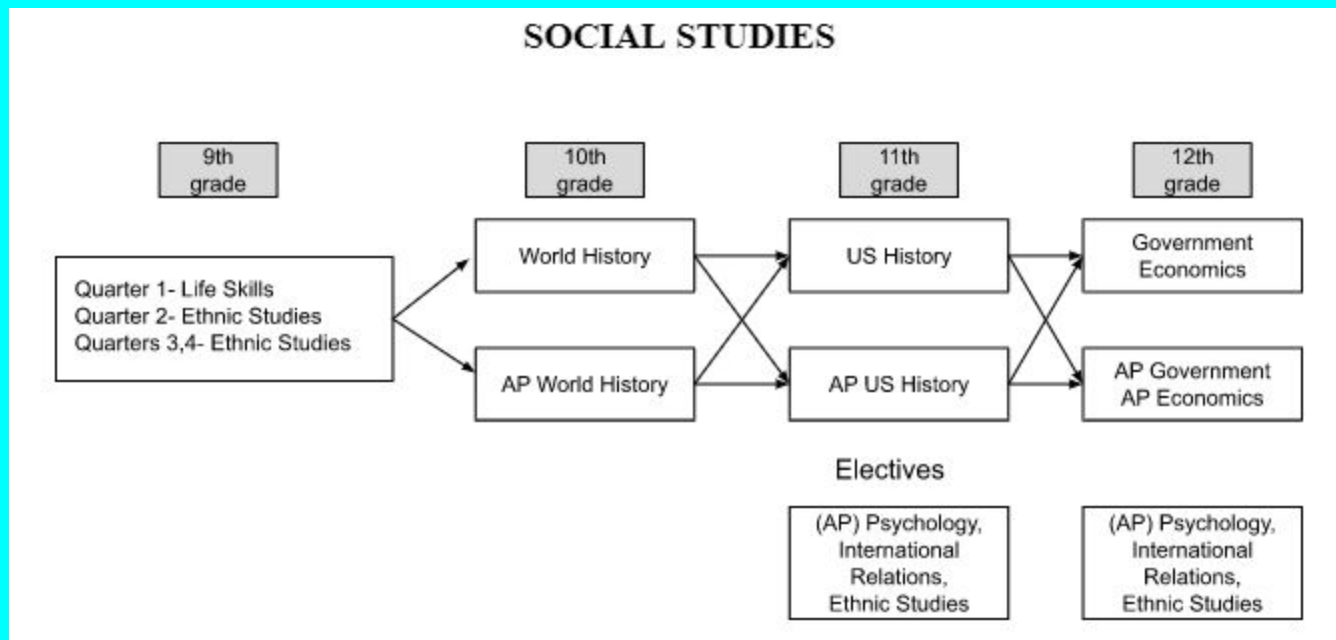 SOCIAL STUDIES
9th
grade
10th
grade
11th
grade
12th
grade
Quarter 1- Life Skills
Quarter 2- Ethnic Studies
Quarters 3,4- Ethnic Studies
World History
AP World History
US History
AP US History
Government
Economics
AP Government
AP Economics
Electives
(AP) Psychology,
International
Relations,
Ethnic Studies
(AP) Psychology,
International
Relations,
Ethnic Studies